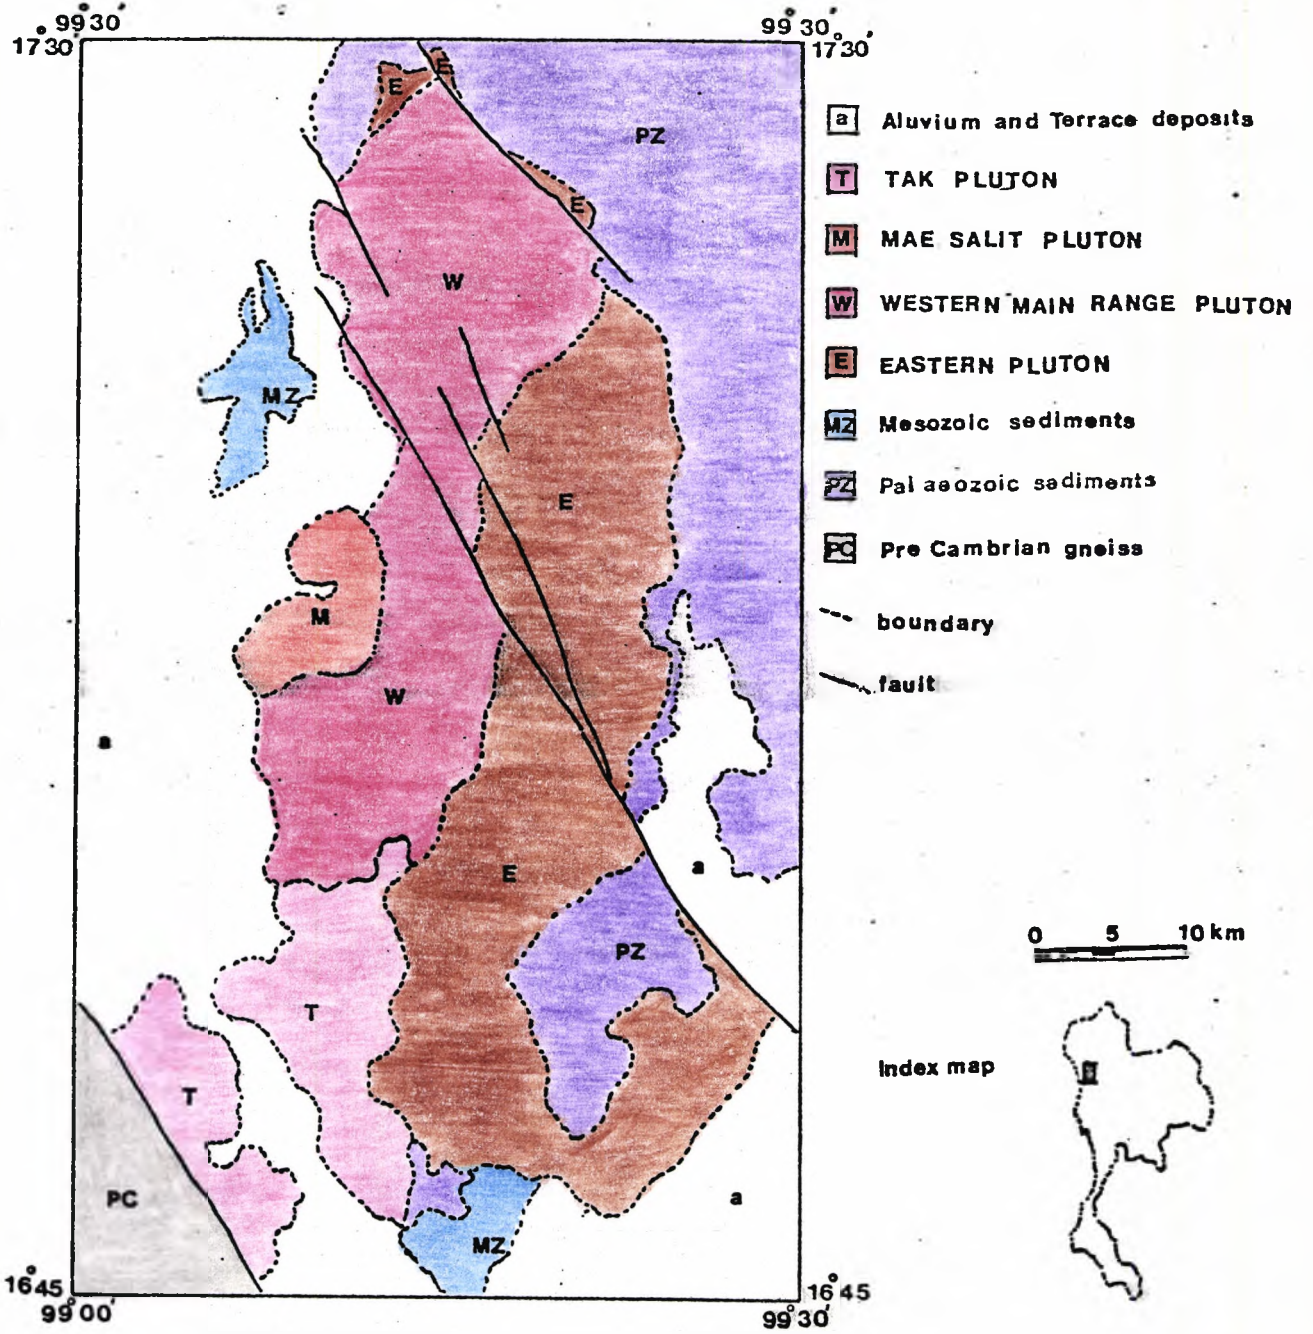 99°30'
99°30'
17°30'
17°30'
E
E
PZ
E
W
MZ
E
M
W
a
E
a
PZ
T
T
PC
a
MZ
16°45
16°45
99°00'
99°30'
a Aluvium and Terrace deposits
T TAK PLUTON
M MAE SALIT PLUTON
W WESTERN MAIN RANGE PLUTON
E EASTERN PLUTON
MZ Mesozoic sediments
PZ Palaeozoic sediments
PC Pre Cambrian gneiss
boundary
fault
0 5 10 km
Index map